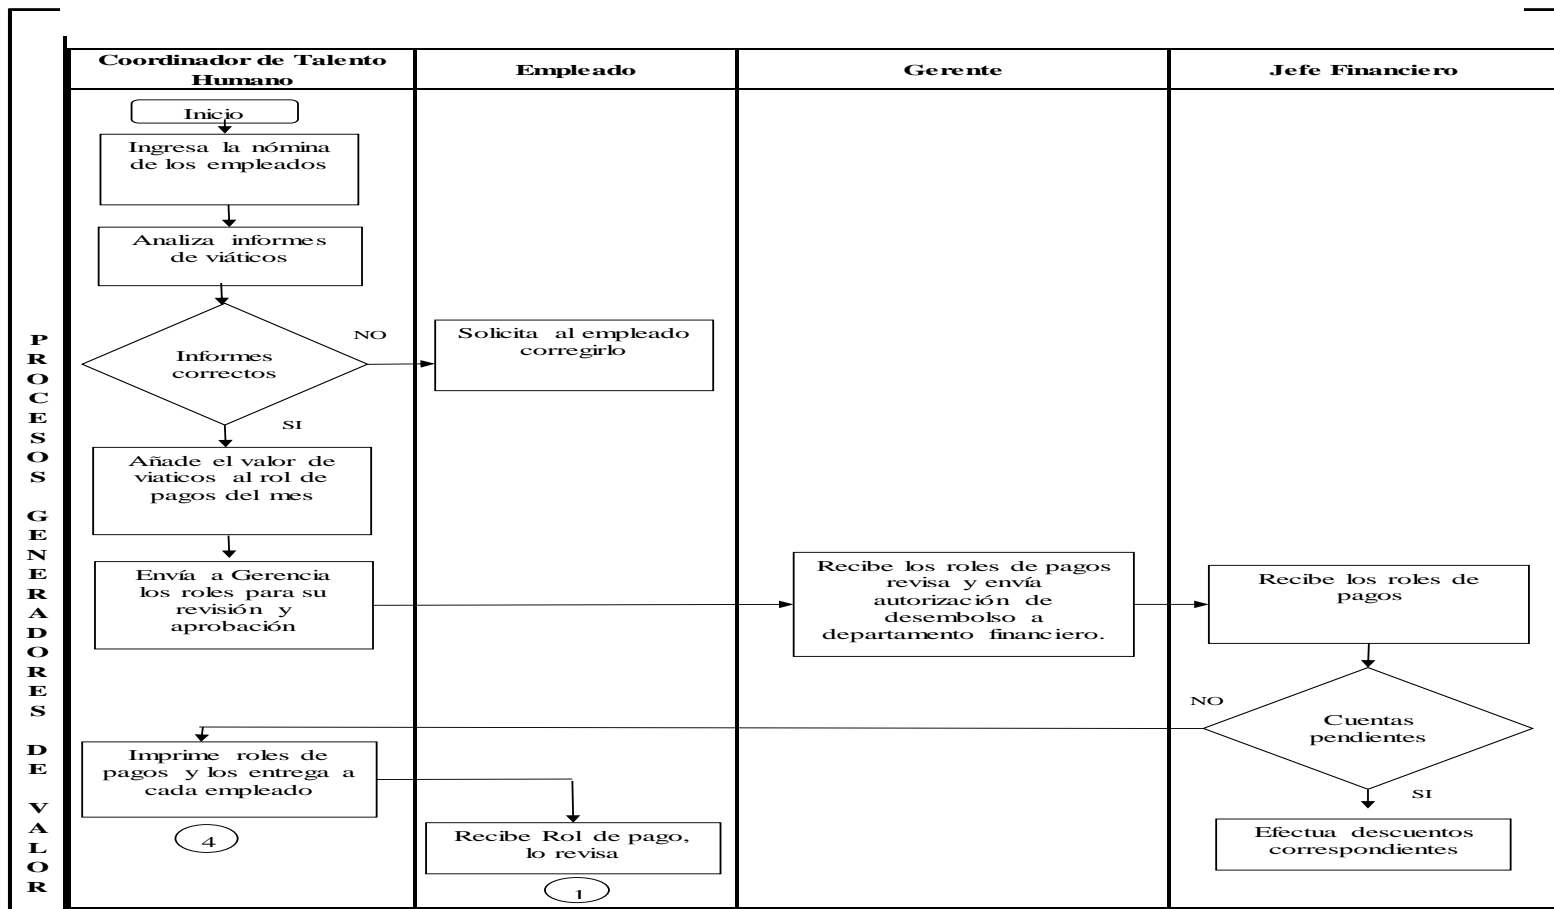 PROCESOS GENERADORES DE VALOR
Coordinador de Talento
Humano
Empleado
Gerente
Jefe Financiero
Inicio
Ingresa la nómina
de los empleados
Analiza informes
de viáticos
Informes
correctos
NO
Solicita al empleado
corregirlo
SI
Añade el valor de
viaticos al rol de
pagos del mes
Envía a Gerencia
los roles para su
revisión y
aprobación
Recibe los roles de pagos
revisa y envía
autorización de
desembolso a
departamento financiero.
Recibe los roles de
pagos
NO
Cuentas
pendientes
SI
Imprime roles de
pagos y los entrega a
cada empleado
4
Recibe Rol de pago,
lo revisa
1
Efectua descuentos
correspondientes